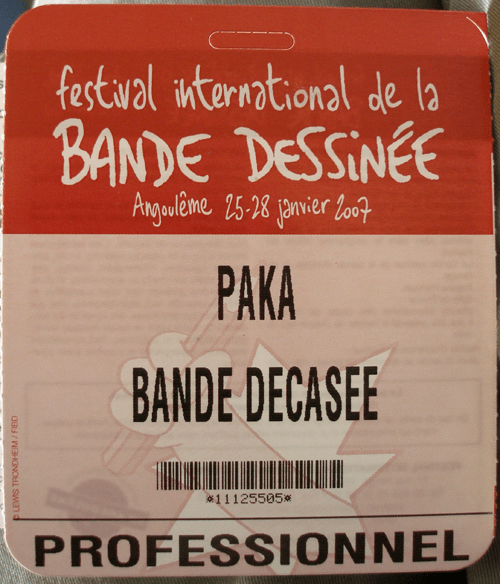 festival international de la
BANDE DESSINÉE
Angoulême 25-28 janvier 2007
PAKA
BANDE DECASEE
*11125505*
© LEWIS TRONDHEIM / FIBD
PROFESSIONNEL